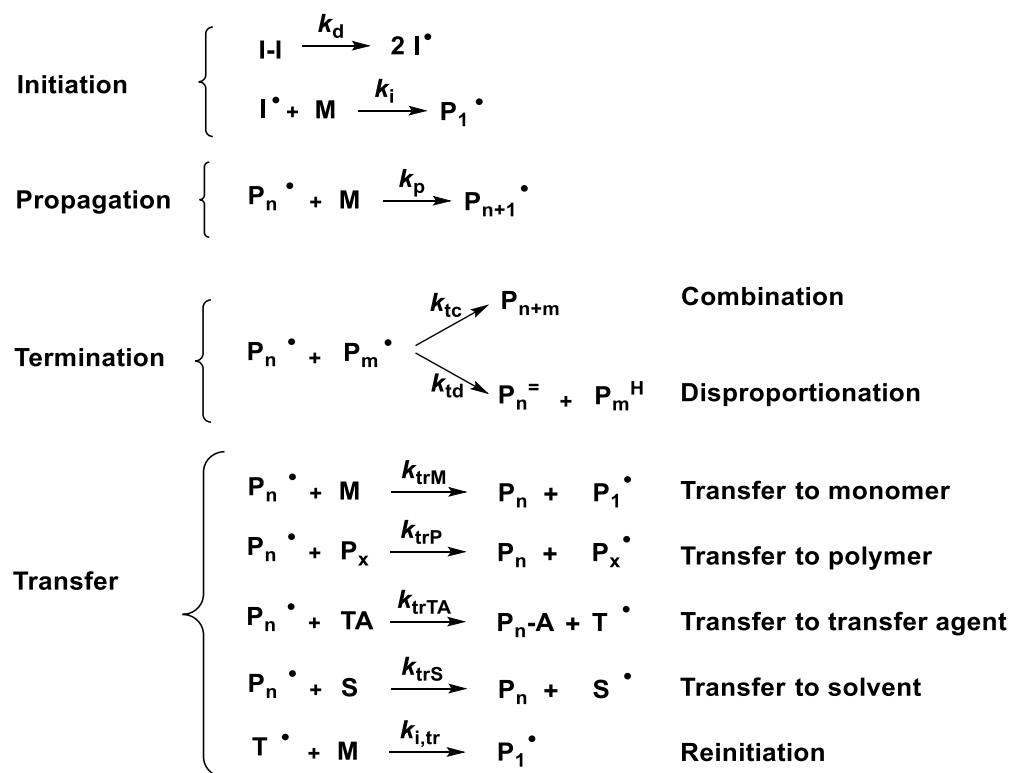 Initiation
I-I kd 2 I•
I• + M ki P1•
Propagation
Pn• + M kp Pn+1•
Termination
Pn• + Pm•
ktc Pn+m Combination
ktd Pn= + PmH Disproportionation
Transfer
Pn• + M ktrM Pn + P1• Transfer to monomer
Pn• + Px ktrP Pn + Px• Transfer to polymer
Pn• + TA ktrTA Pn-A + T• Transfer to transfer agent
Pn• + S ktrS Pn + S• Transfer to solvent
T• + M ki,tr P1• Reinitiation